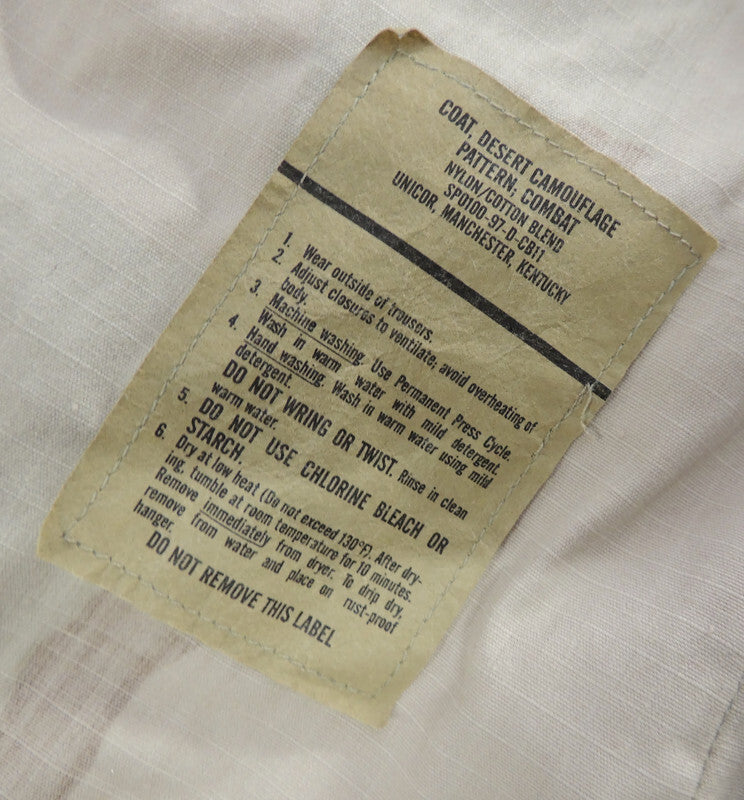 COAT, DESERT CAMOUFLAGE
PATTERN: COMBAT
NYLON/COTTON BLEND
SPO100-97-D-CB11
UNICOR, MANCHESTER, KENTUCKY
1. Wear outside of trousers.
2. Adjust closures to ventilate; avoid overheating of
body.
3. Machine washing. Use Permanent Press Cycle.
Wash in warm water with mild detergent.
4. Hand washing. Wash in warm water using mild
detergent.
DO NOT WRING OR TWIST. Rinse in clean
warm water.
5. DO NOT USE CHLORINE BLEACH OR
STARCH.
6. Dry at low heat (Do not exceed 130°F). After dry-
ing, tumble at room temperature for 10 minutes.
Remove immediately from dryer. To drip dry,
remove from water and place on rust-proof
hanger.
DO NOT REMOVE THIS LABEL